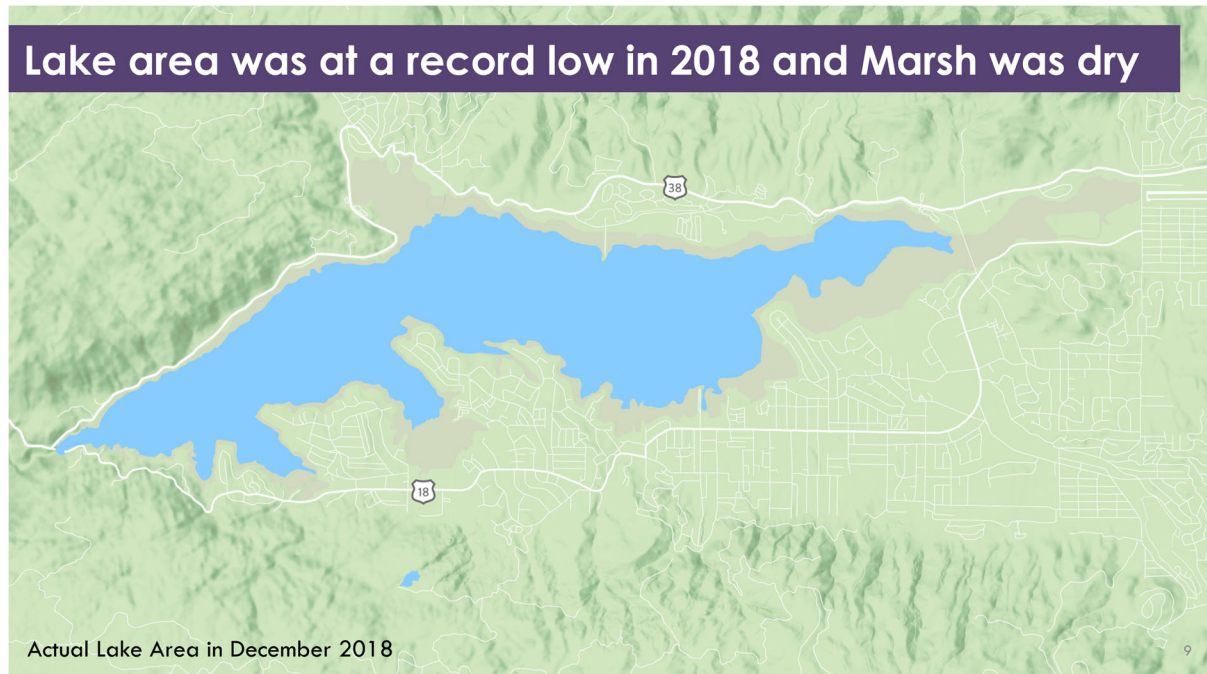 Lake area was at a record low in 2018 and Marsh was dry
38
18
Actual Lake Area in December 2018
9